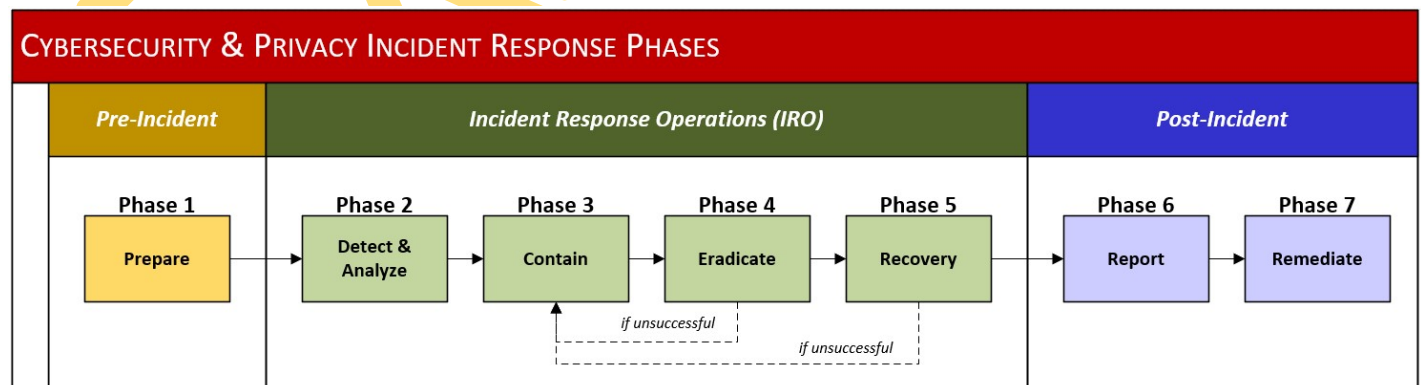 CYBERSECURITY & PRIVACY INCIDENT RESPONSE PHASES
Pre-Incident
Incident Response Operations (IRO)
Post-Incident
Phase 1
Prepare
Phase 2
Detect &
Analyze
Phase 3
Contain
Phase 4
Eradicate
Phase 5
Recovery
if unsuccessful
if unsuccessful
Phase 6
Report
Phase 7
Remediate